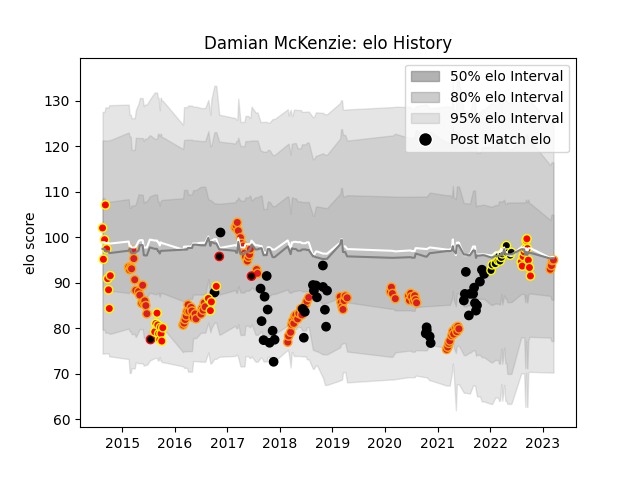 Damian McKenzie: elo History
50% elo Interval
80% elo Interval
95% elo Interval
Post Match elo
elo score
130
120
110
100
90
80
70
60
2015 2016 2017 2018 2019 2020 2021 2022 2023